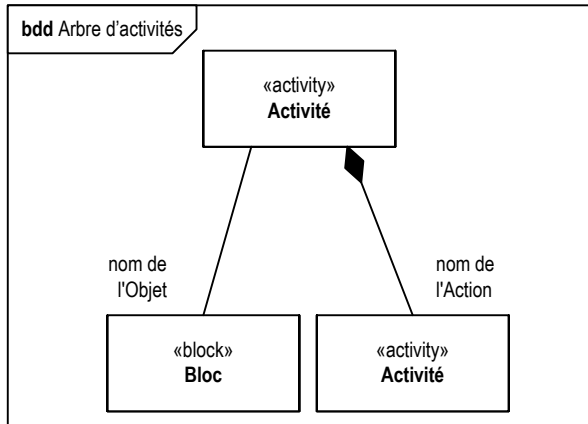 bdd Arbre d'activités
«activity»
Activité
nom de
l'Objet
nom de
l'Action
«block»
Bloc
«activity»
Activité